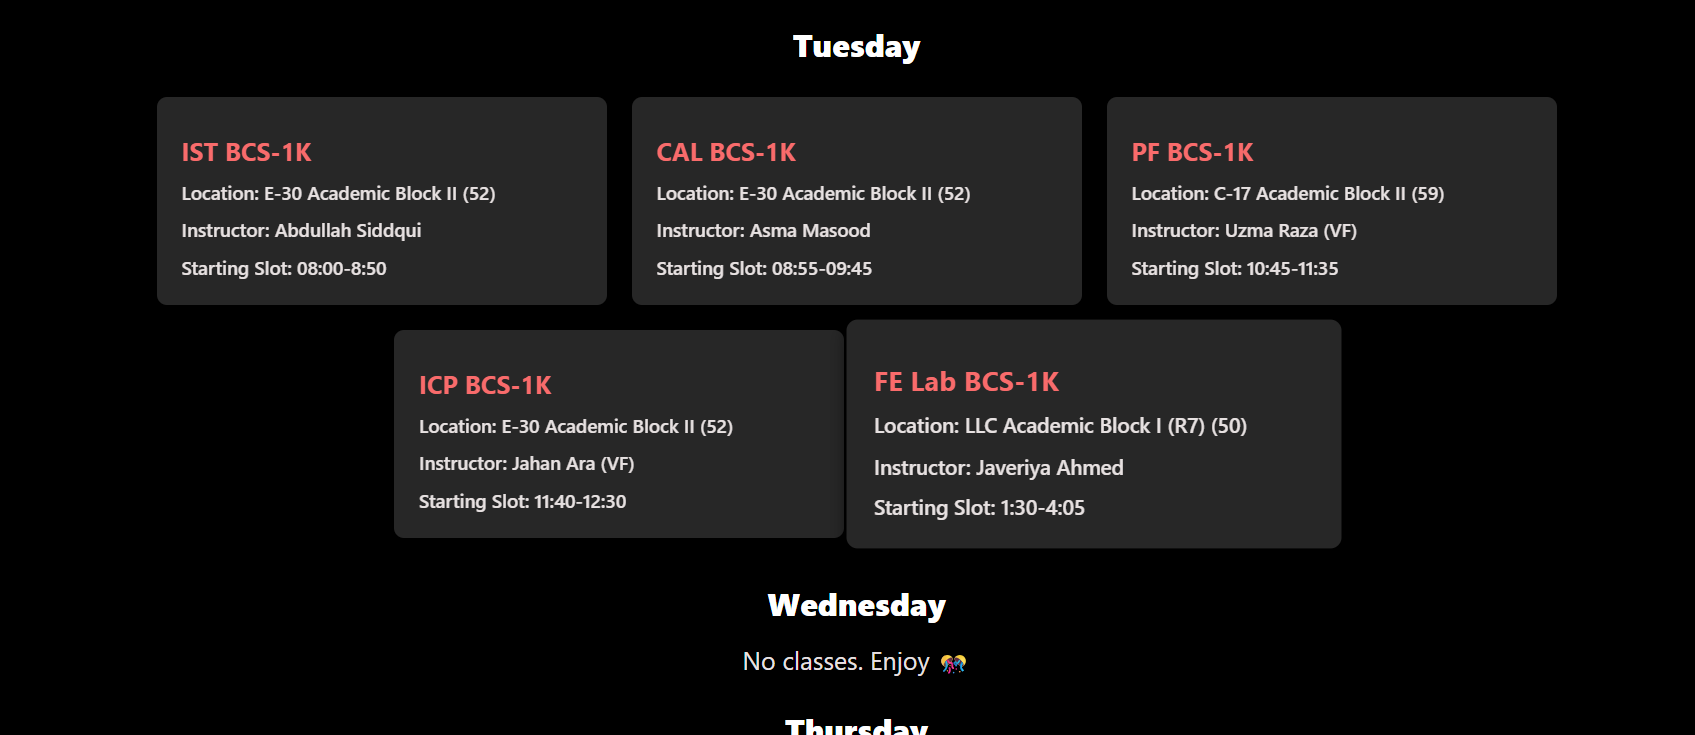 Tuesday
IST BCS-1K
Location: E-30 Academic Block II (52)
Instructor: Abdullah Siddqui
Starting Slot: 08:00-8:50
CAL BCS-1K
Location: E-30 Academic Block II (52)
Instructor: Asma Masood
Starting Slot: 08:55-09:45
PF BCS-1K
Location: C-17 Academic Block II (59)
Instructor: Uzma Raza (VF)
Starting Slot: 10:45-11:35
ICP BCS-1K
Location: E-30 Academic Block II (52)
Instructor: Jahan Ara (VF)
Starting Slot: 11:40-12:30
FE Lab BCS-1K
Location: LLC Academic Block I (R7) (50)
Instructor: Javeriya Ahmed
Starting Slot: 1:30-4:05
Wednesday
No classes. Enjoy 🎊
Thursday